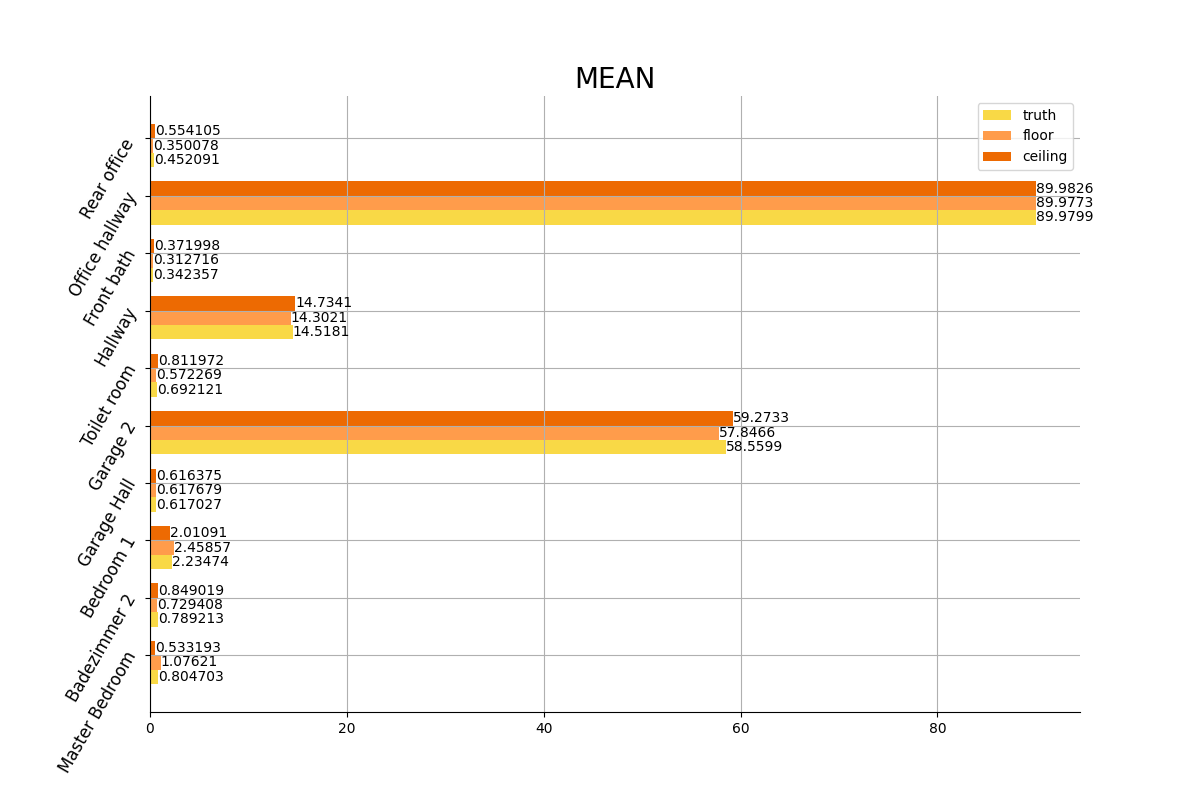 MEAN
truth
floor
ceiling
Rear office
0.554105
0.350078
0.452091
Office hallway
89.9826
89.9773
89.9799
Front bath
0.371998
0.312716
0.342357
Hallway
14.7341
14.3021
14.5181
Toilet room
0.811972
0.572269
0.692121
Garage 2
59.2733
57.8466
58.5599
Garage Hall
0.616375
0.617679
0.617027
Bedroom 1
2.01091
2.45857
2.23474
Badezimmer 2
0.849019
0.729408
0.789213
Master Bedroom
0.533193
1.07621
0.804703
0 20 40 60 80